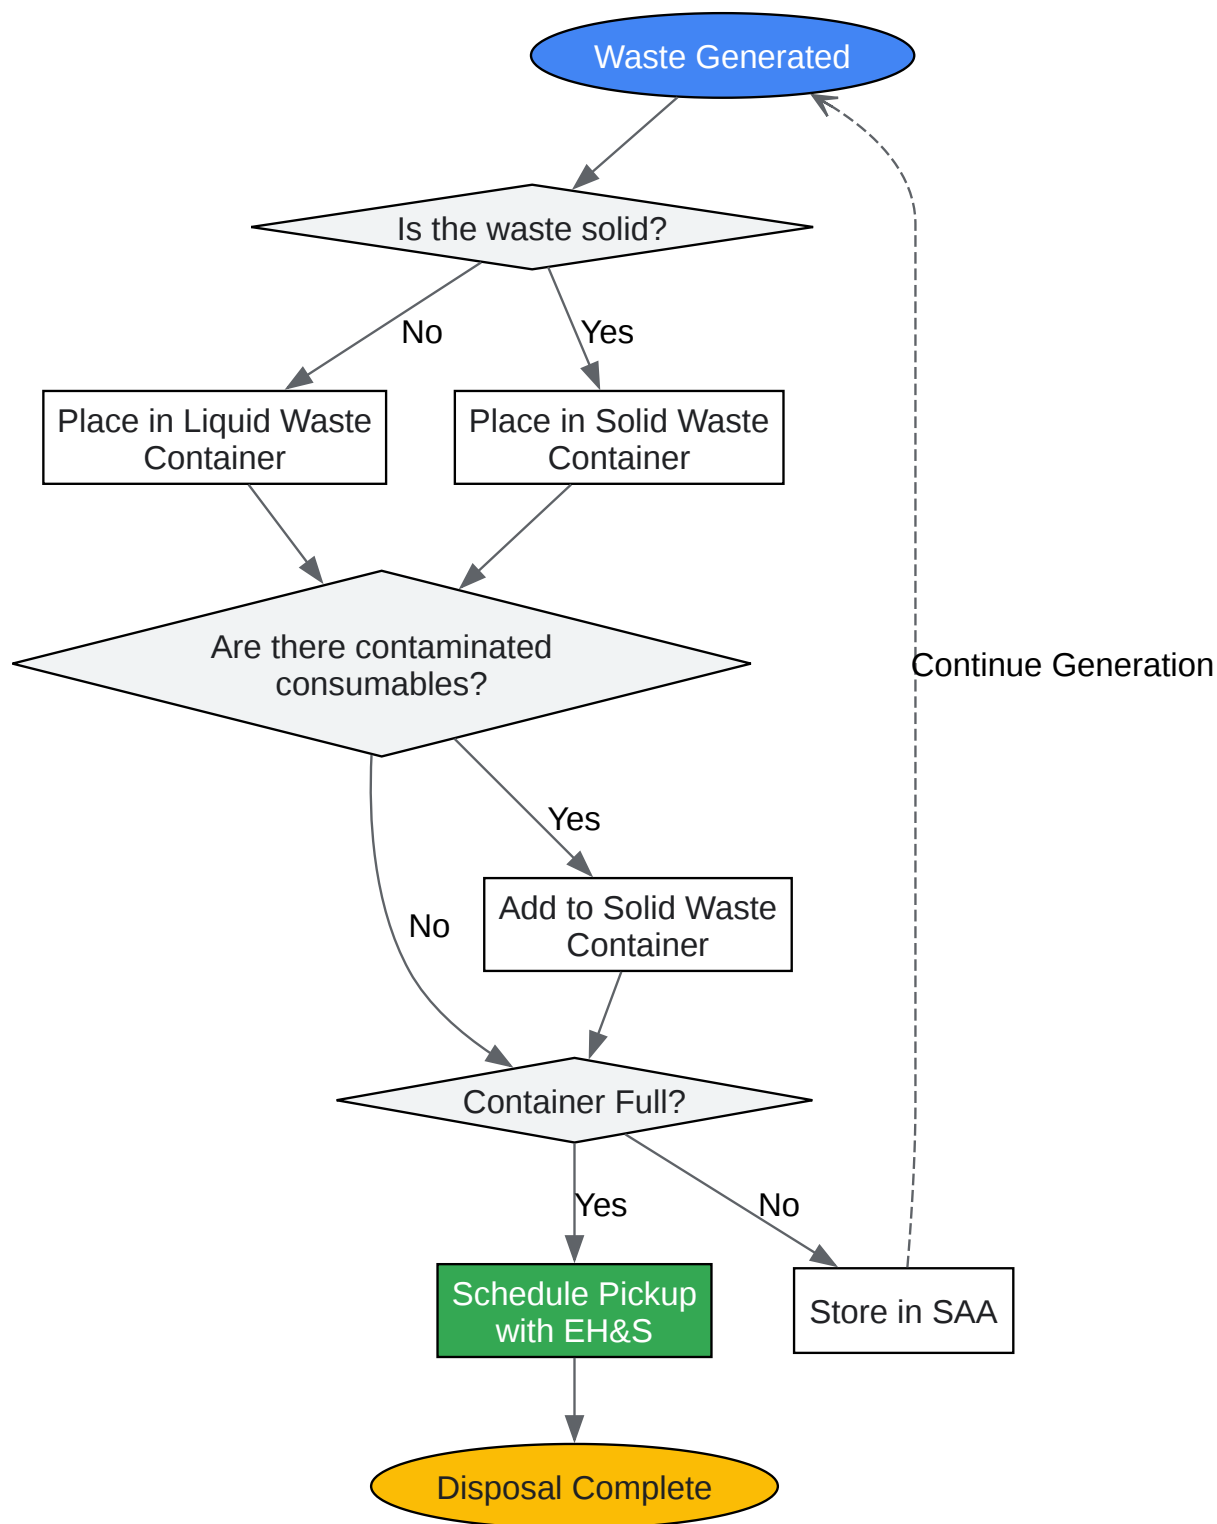 Waste Generated
Is the waste solid?
No
Yes
Place in Liquid Waste
Container
Place in Solid Waste
Container
Are there contaminated
consumables?
Continue Generation
Yes
No
Add to Solid Waste
Container
Container Full?
Yes
No
Schedule Pickup
with EH&S
Store in SAA
Disposal Complete